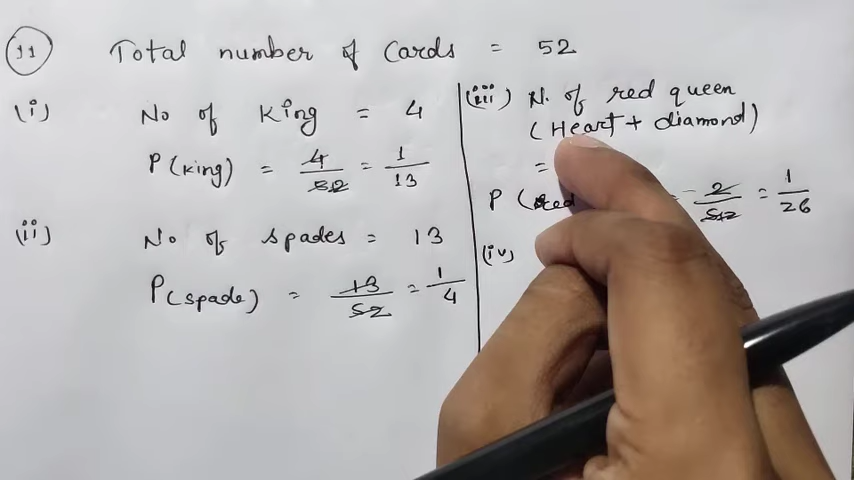 11 Total number of Cards = 52
(i) No of King = 4
P(King) = 4/52 = 1/13
(ii) No of spades = 13
P(spade) = 13/52 = 1/4
(iii) N. of red queen
(Heart + diamond)
=
P (Red = 2/52 = 1/26
(iv)